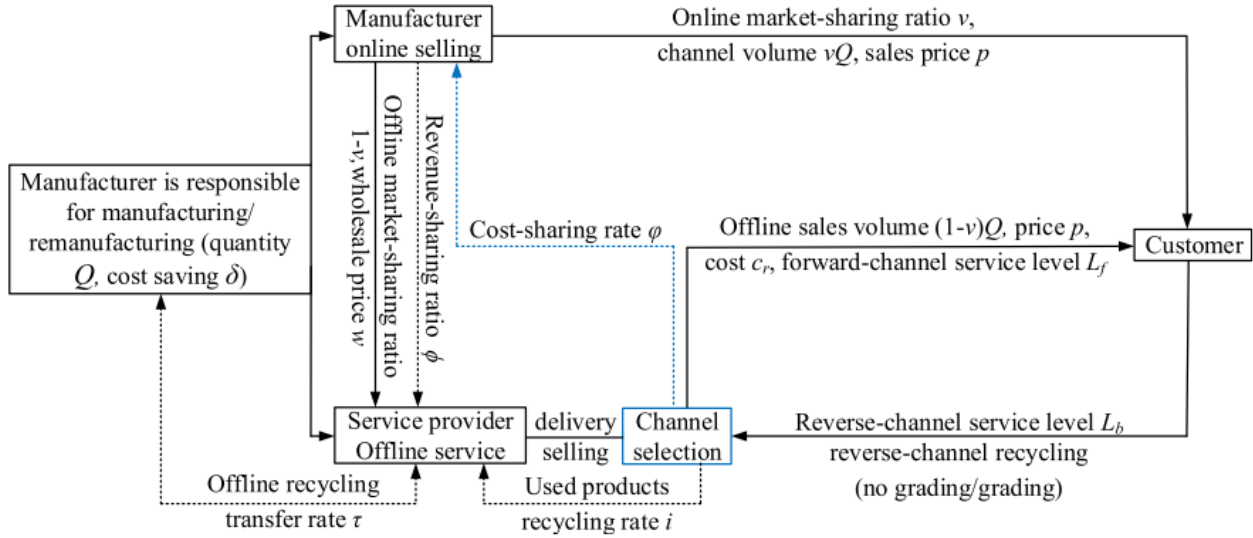 Manufacturer
online selling
Online market-sharing ratio v,
channel volume vQ, sales price p
Offline market-sharing ratio
1-v,wholesale price w
Revenue-sharing ratio ϕ
Manufacturer is responsible
for manufacturing/
remanufacturing (quantity
Q, cost saving δ)
Cost-sharing rate φ
Offline sales volume (1-v)Q, price p,
cost c_r, forward-channel service level L_f
Customer
Service provider
Offline service
delivery
selling
Channel
selection
Reverse-channel service level L_b
reverse-channel recycling
(no grading/grading)
Offline recycling
transfer rate τ
Used products
recycling rate i